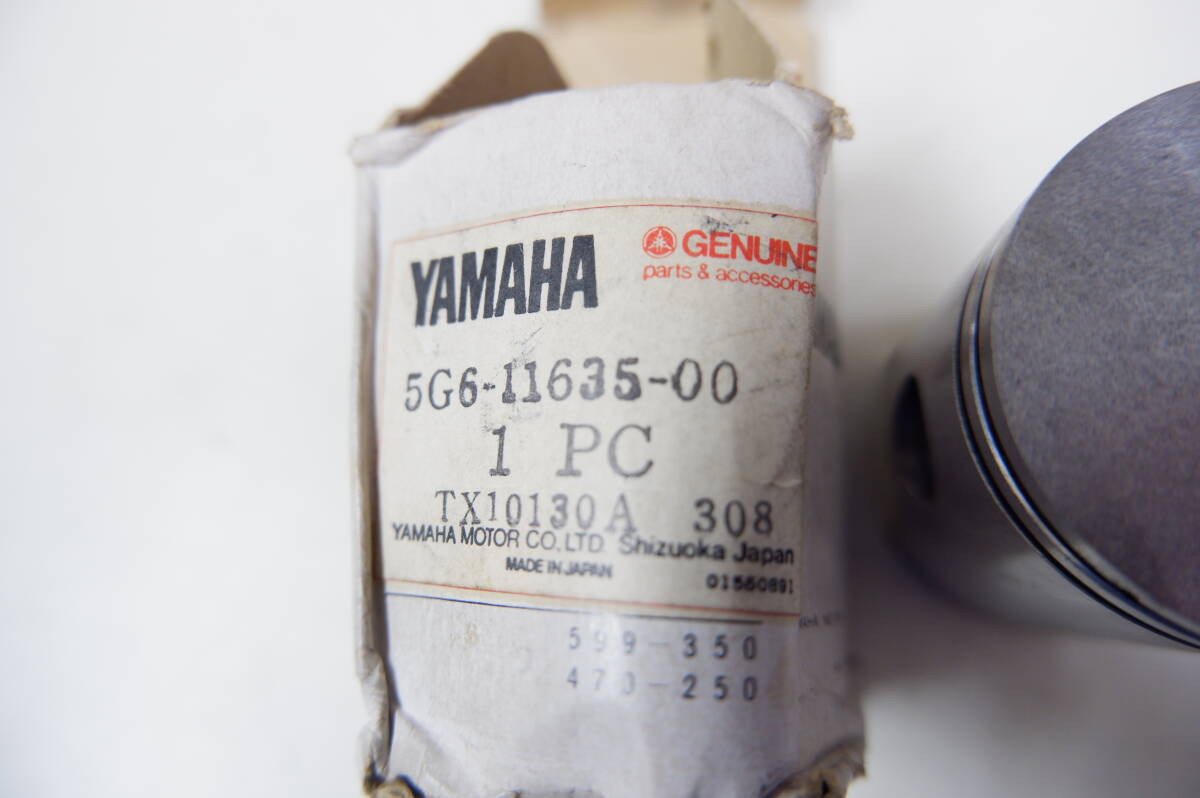 YAMAHA
GENUINE
parts & accessories
5G6-11635-00
1 PC
TX10130A 308
YAMAHA MOTOR CO.,LTD. Shizuoka Japan
MADE IN JAPAN
01550891
599-350
470-250